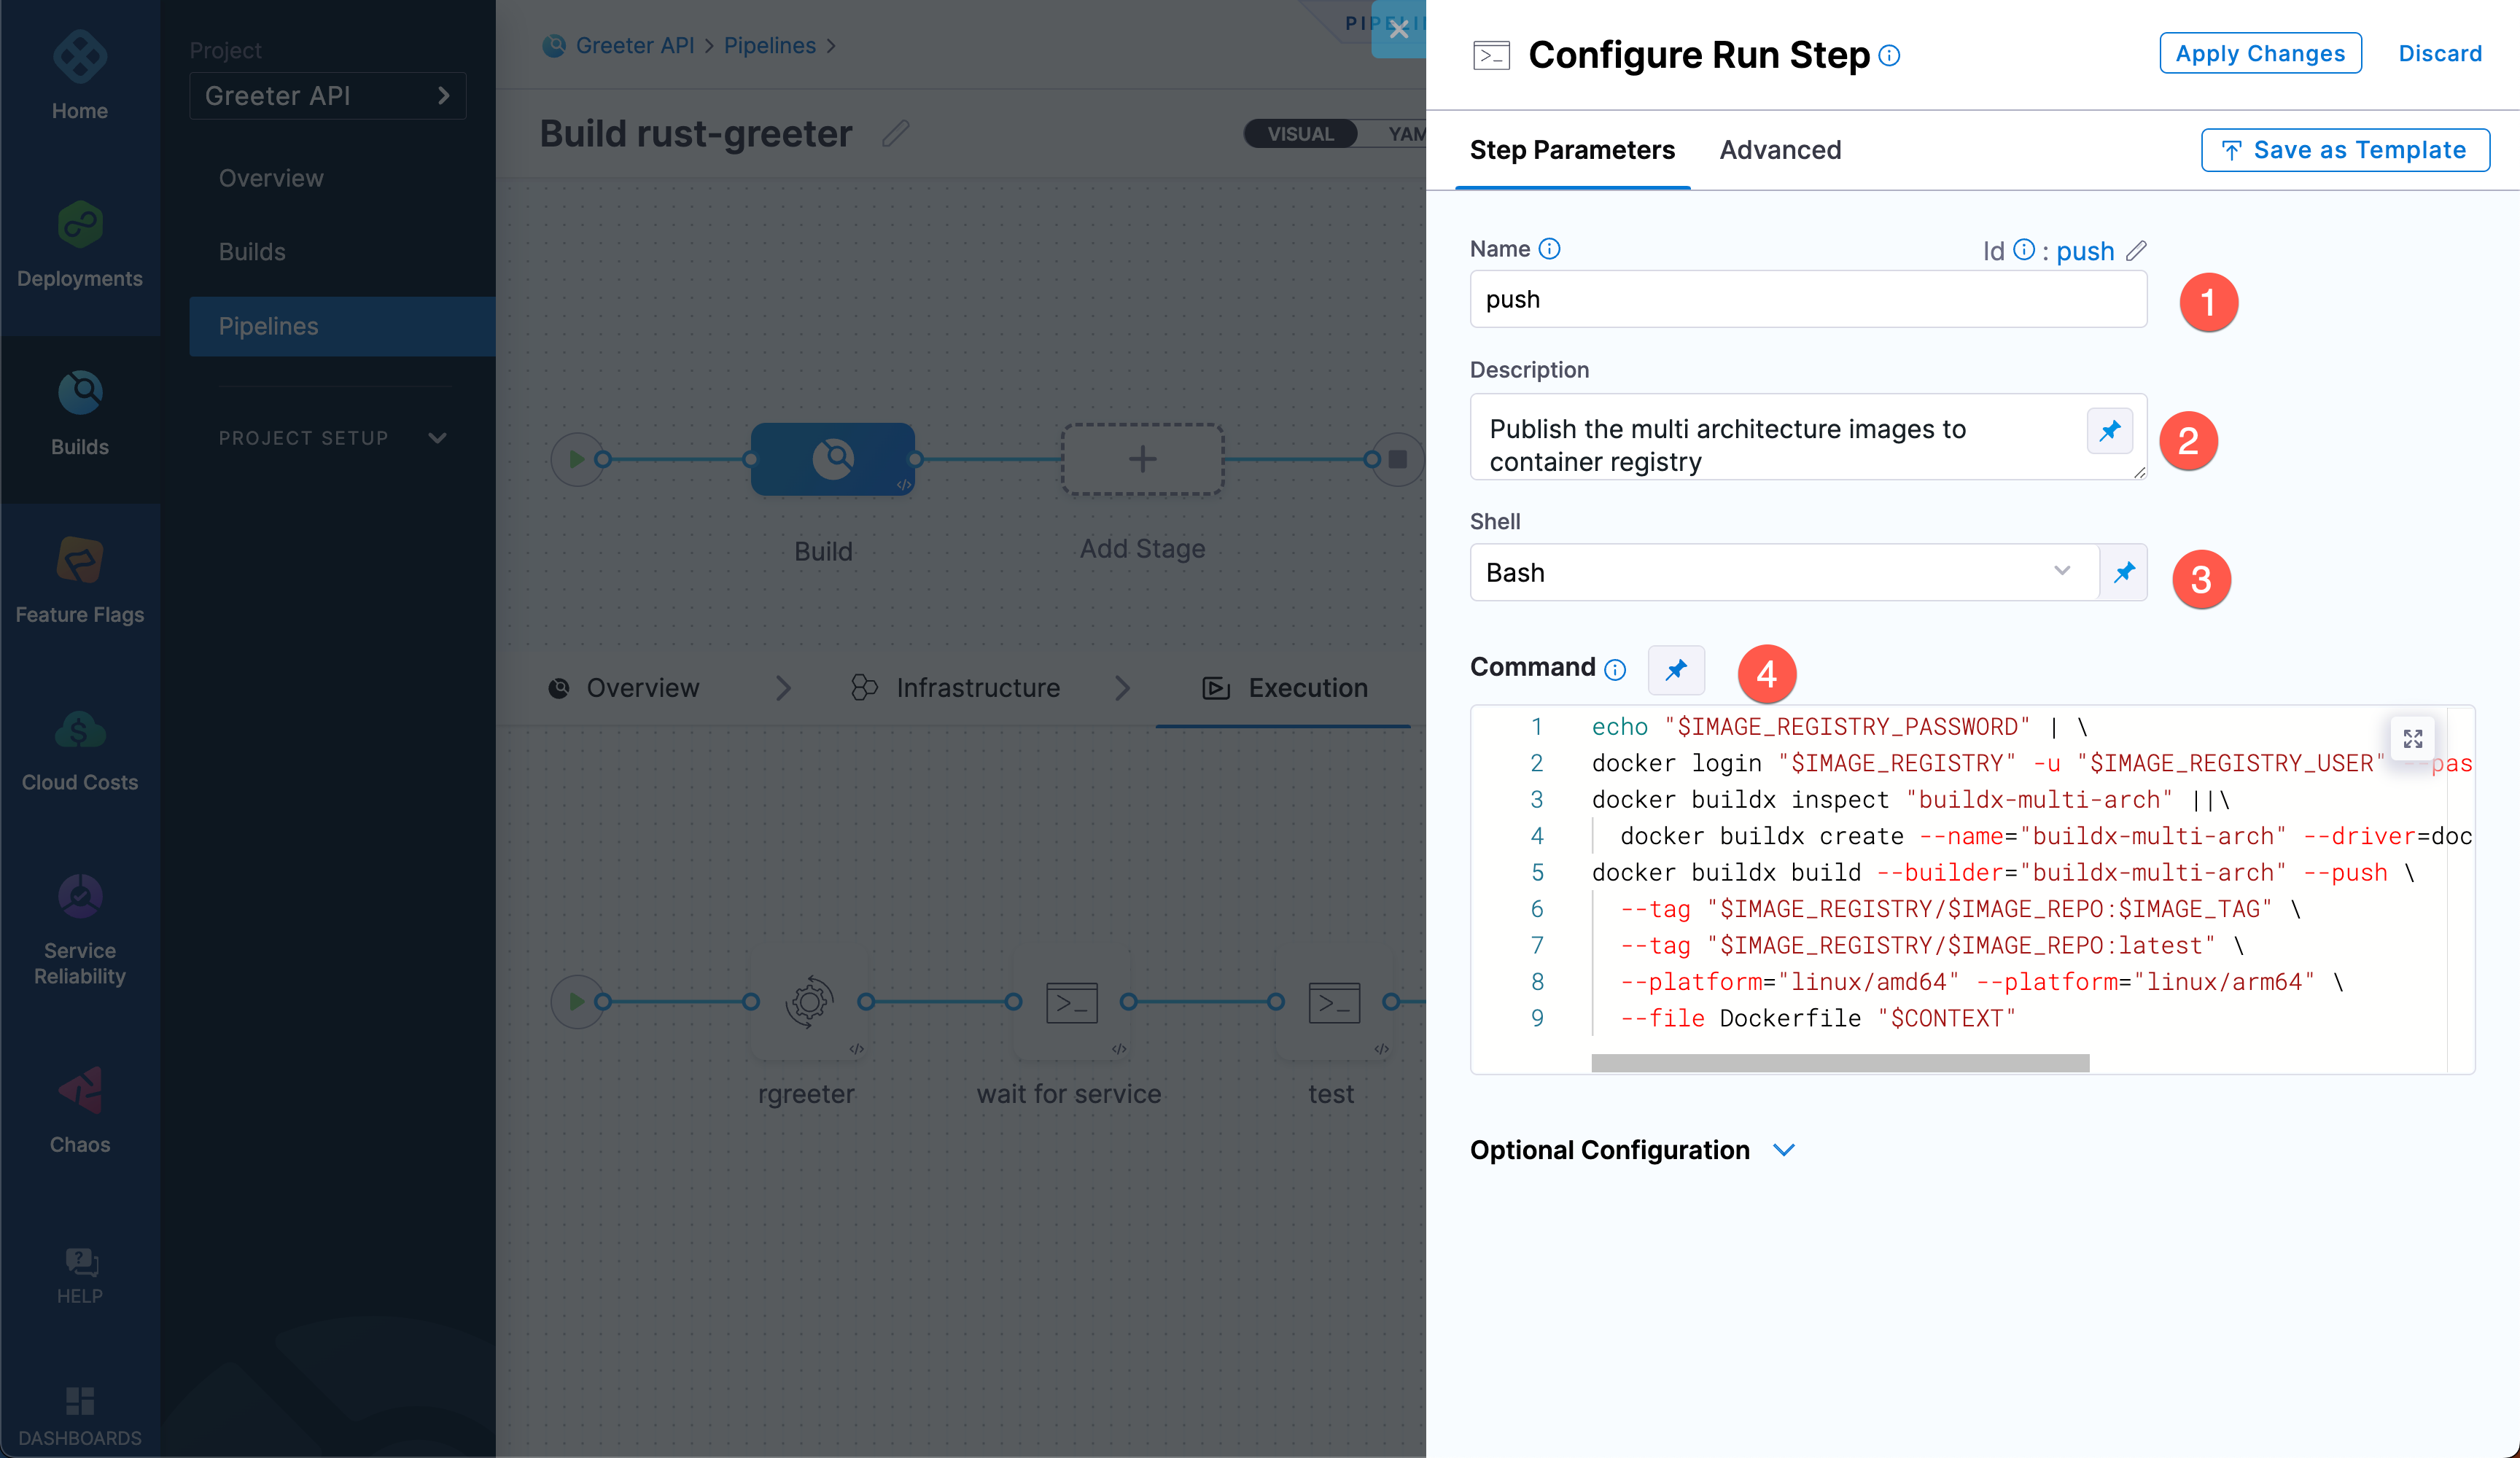 Home
Deployments
Builds
Feature Flags
Cloud Costs
Service
Reliability
Chaos
HELP
DASHBOARDS
Project
Greeter API
Overview
Builds
Pipelines
PROJECT SETUP
Greeter API > Pipelines >
Build rust-greeter
VISUAL
Build
Add Stage
Overview
Infrastructure
Execution
rgreeter
wait for service
test
Configure Run Step
Apply Changes
Discard
Step Parameters
Advanced
Save as Template
Name
Id : push
push
1
Description
Publish the multi architecture images to
container registry
2
Shell
Bash
3
Command
4
1 echo "$IMAGE_REGISTRY_PASSWORD" | \
2 docker login "$IMAGE_REGISTRY" -u "$IMAGE_REGISTRY_USER" --pas
3 docker buildx inspect "buildx-multi-arch" ||\
4 docker buildx create --name="buildx-multi-arch" --driver=doc
5 docker buildx build --builder="buildx-multi-arch" --push \
6 --tag "$IMAGE_REGISTRY/$IMAGE_REPO:$IMAGE_TAG" \
7 --tag "$IMAGE_REGISTRY/$IMAGE_REPO:latest" \
8 --platform="linux/amd64" --platform="linux/arm64" \
9 --file Dockerfile "$CONTEXT"
Optional Configuration